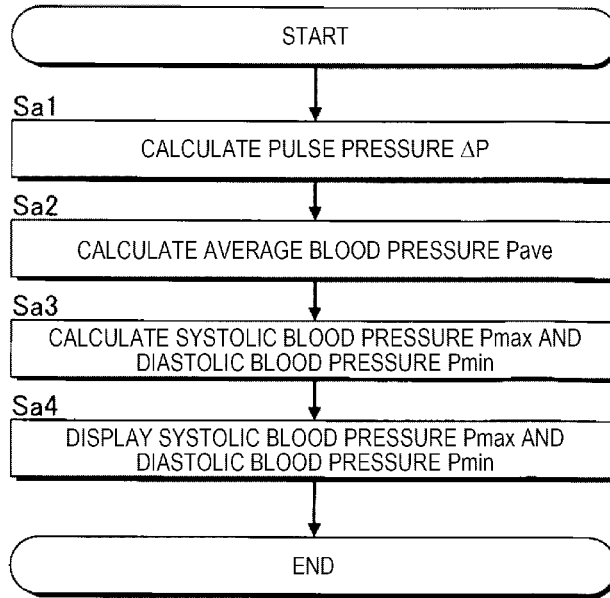 START
Sa1
CALCULATE PULSE PRESSURE ΔP
Sa2
CALCULATE AVERAGE BLOOD PRESSURE Pave
Sa3
CALCULATE SYSTOLIC BLOOD PRESSURE Pmax AND
DIASTOLIC BLOOD PRESSURE Pmin
Sa4
DISPLAY SYSTOLIC BLOOD PRESSURE Pmax AND
DIASTOLIC BLOOD PRESSURE Pmin
END